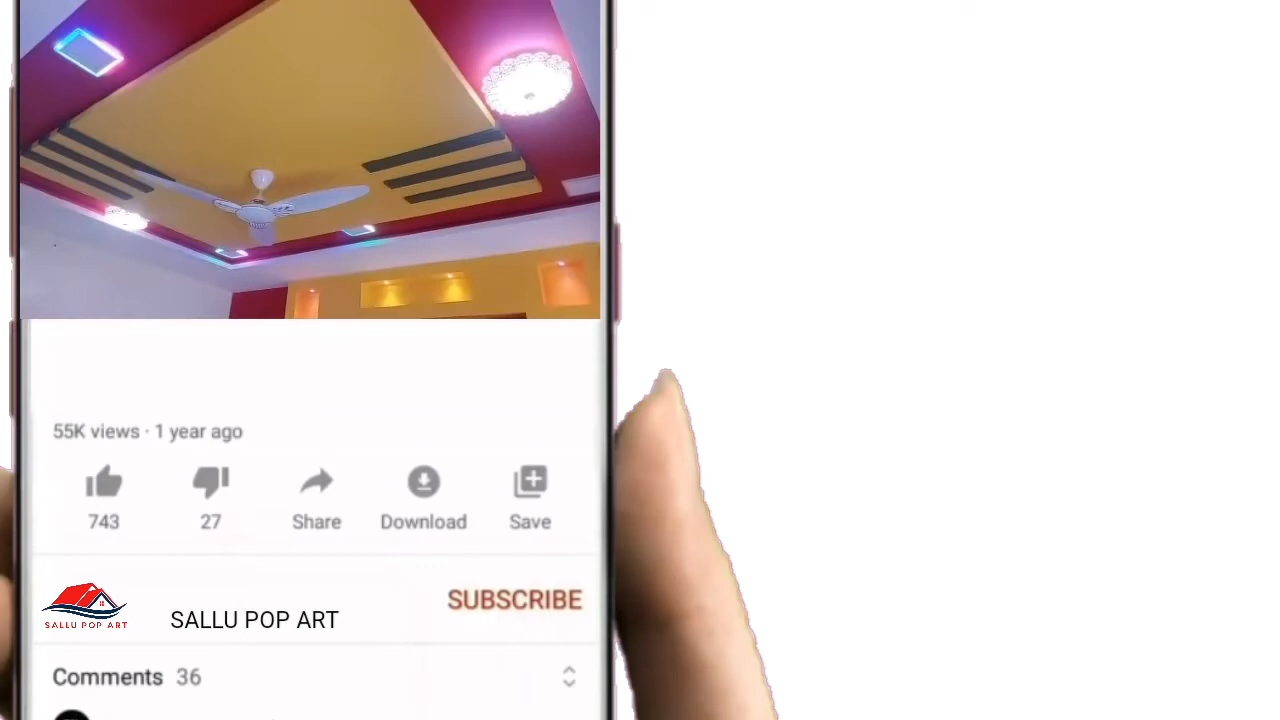 55K views · 1 year ago
743
27
Share
Download
Save
SUBSCRIBE
SALLU POP ART
SALLU POP ART
Comments 36